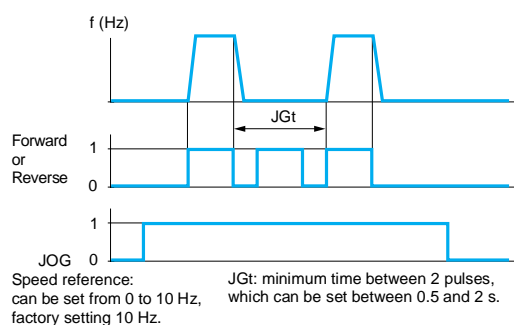 f (Hz)
JGt
Forward
or
Reverse
1
0
1
JOG 0
Speed reference:
can be set from 0 to 10 Hz,
factory setting 10 Hz.
JGt: minimum time between 2 pulses,
which can be set between 0.5 and 2 s.